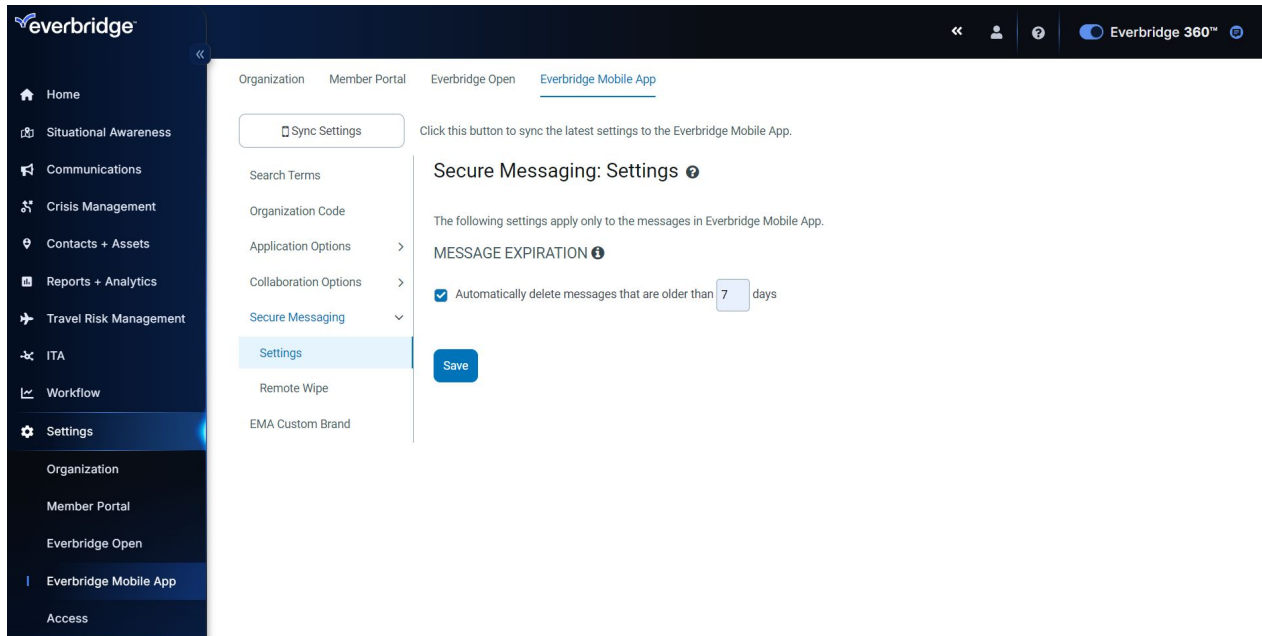 everbridge
Everbridge 360™
Home
Situational Awareness
Communications
Crisis Management
Contacts + Assets
Reports + Analytics
Travel Risk Management
ITA
Workflow
Settings
Organization
Member Portal
Everbridge Open
Everbridge Mobile App
Access
Organization Member Portal Everbridge Open Everbridge Mobile App
Sync Settings Click this button to sync the latest settings to the Everbridge Mobile App.
Search Terms
Organization Code
Application Options
Collaboration Options
Secure Messaging
Settings
Remote Wipe
EMA Custom Brand
Secure Messaging: Settings
The following settings apply only to the messages in Everbridge Mobile App.
MESSAGE EXPIRATION
Automatically delete messages that are older than 7 days
Save